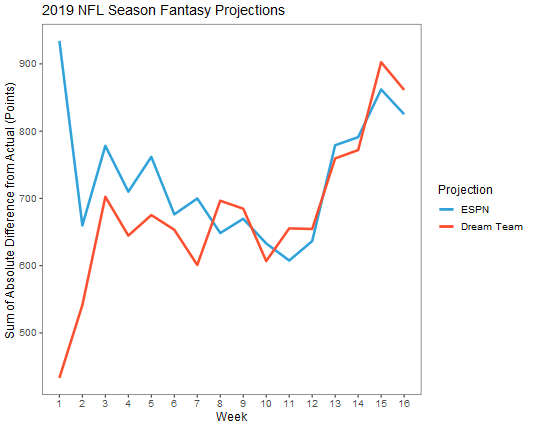 2019 NFL Season Fantasy Projections
Sum of Absolute Difference from Actual (Points)
900
800
700
600
500
1 2 3 4 5 6 7 8 9 10 11 12 13 14 15 16
Week
Projection
ESPN
Dream Team